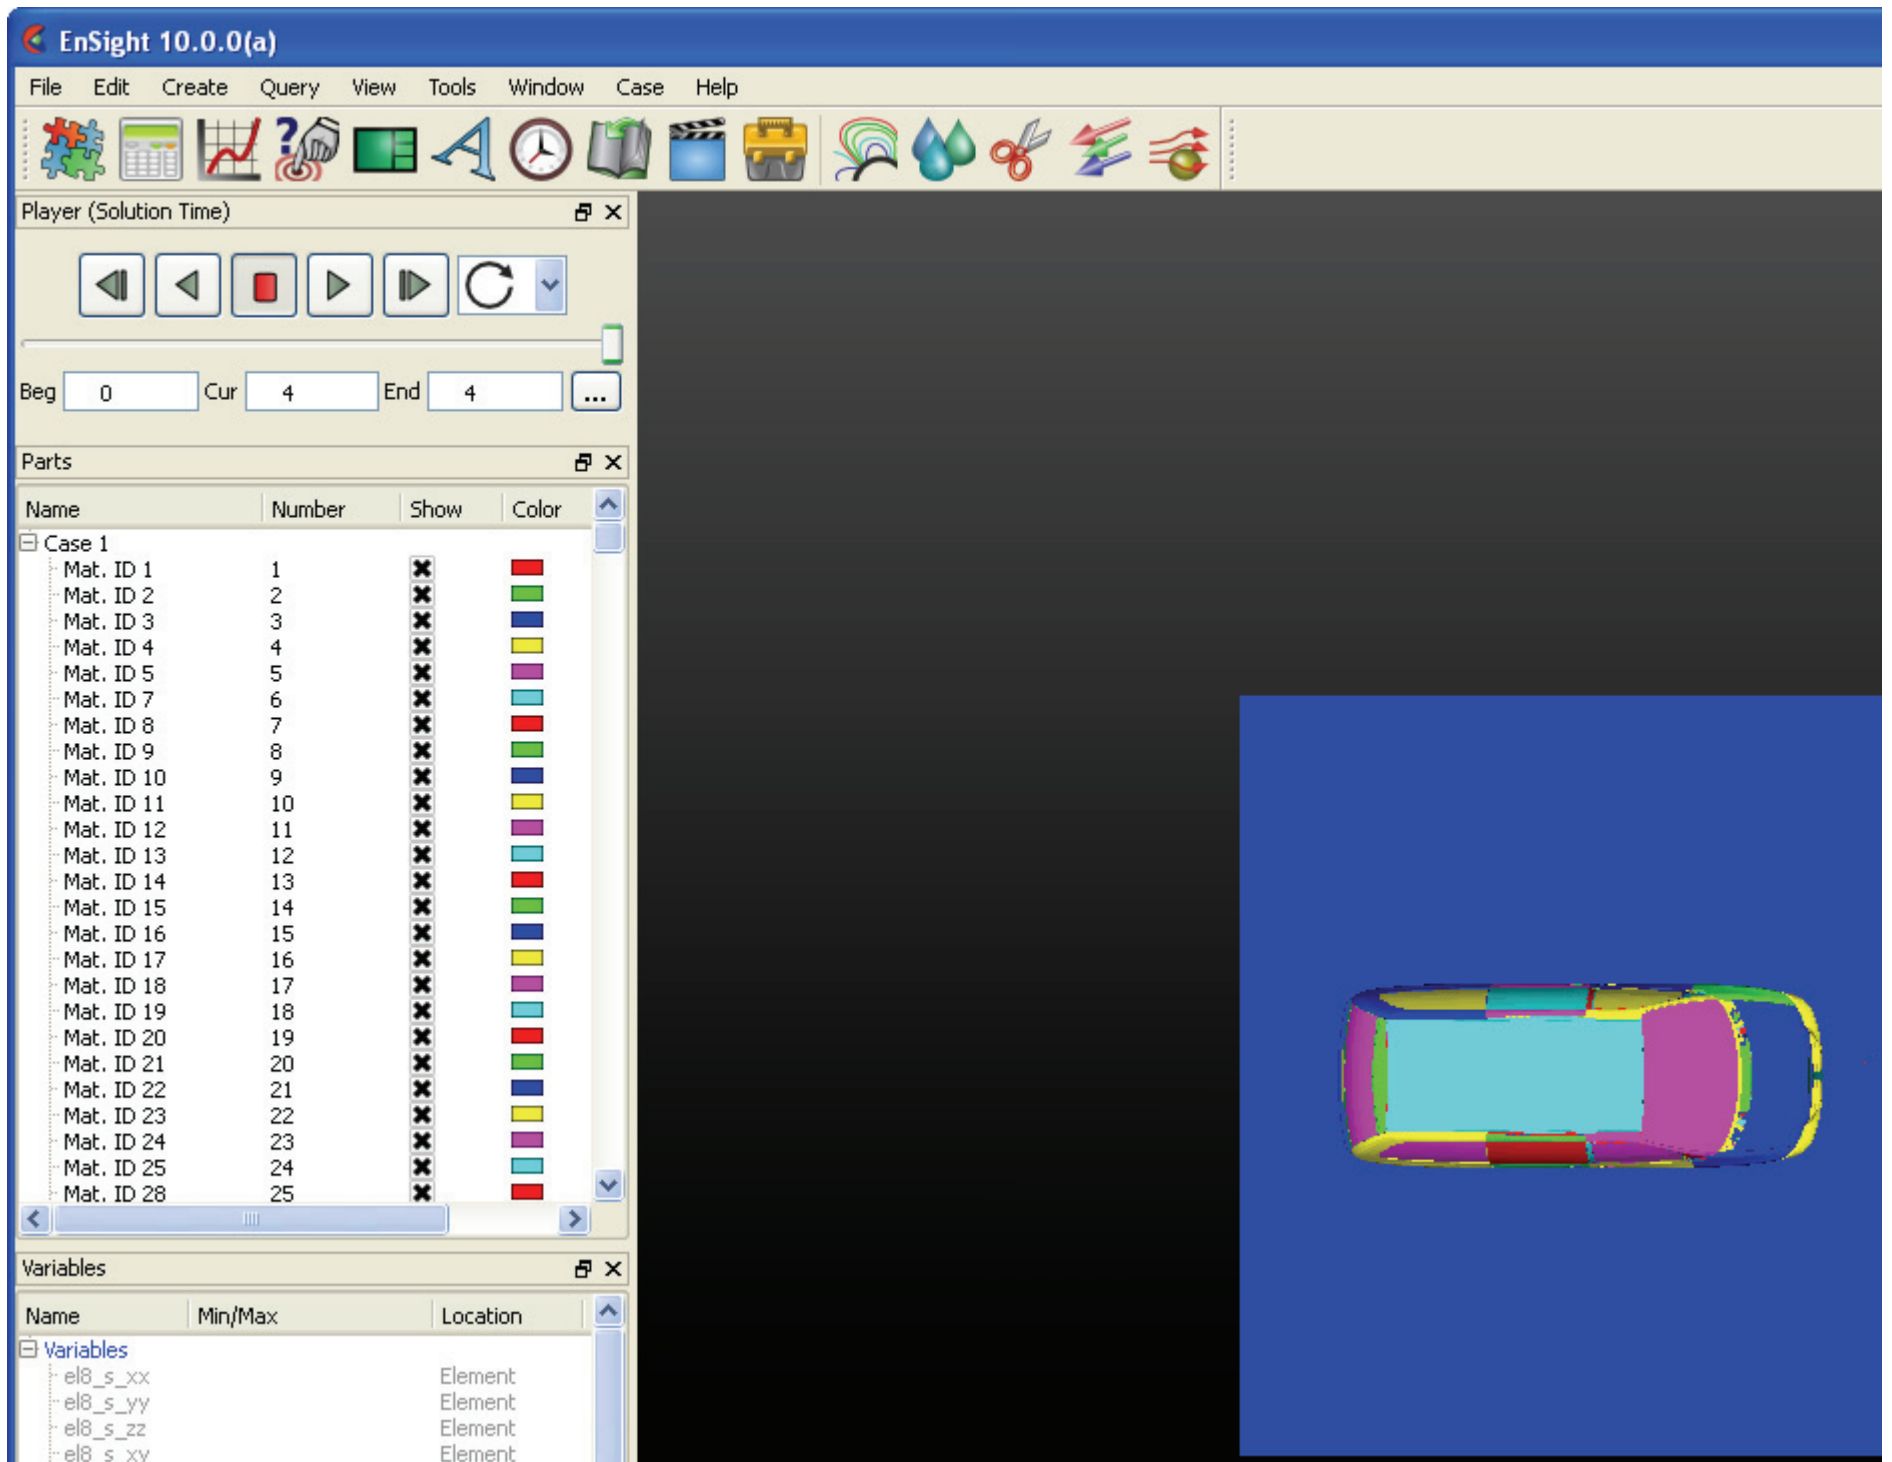 EnSight 10.0.0(a)
File Edit Create Query View Tools Window Case Help
Player (Solution Time)
Beg 0 Cur 4 End 4 ...
Parts
Name Number Show Color
Case 1
Mat. ID 1 1
Mat. ID 2 2
Mat. ID 3 3
Mat. ID 4 4
Mat. ID 5 5
Mat. ID 7 6
Mat. ID 8 7
Mat. ID 9 8
Mat. ID 10 9
Mat. ID 11 10
Mat. ID 12 11
Mat. ID 13 12
Mat. ID 14 13
Mat. ID 15 14
Mat. ID 16 15
Mat. ID 17 16
Mat. ID 18 17
Mat. ID 19 18
Mat. ID 20 19
Mat. ID 21 20
Mat. ID 22 21
Mat. ID 23 22
Mat. ID 24 23
Mat. ID 25 24
Mat. ID 28 25
Variables
Name Min/Max Location
Variables
el8_s_xx Element
el8_s_yy Element
el8_s_zz Element
el8_s_xy Element